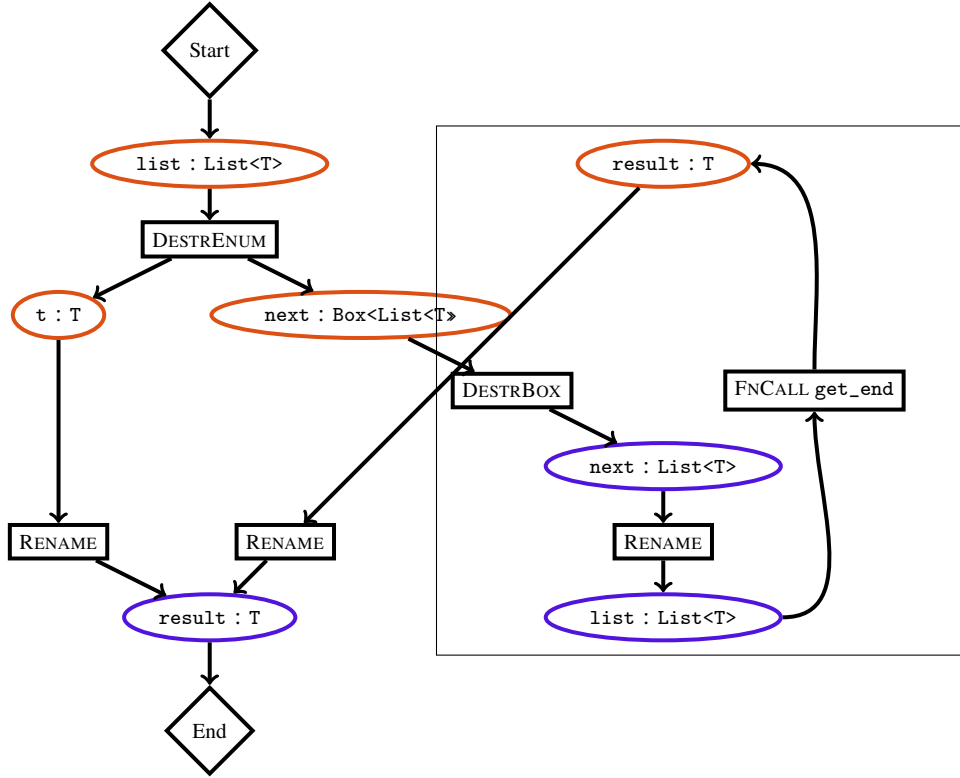 Start
list : List<T>
result : T
DESTRENUM
t : T
next : Box<List<T>>
DESTRBOX
FNCALL get_end
next : List<T>
RENAME
RENAME
RENAME
result : T
list : List<T>
End